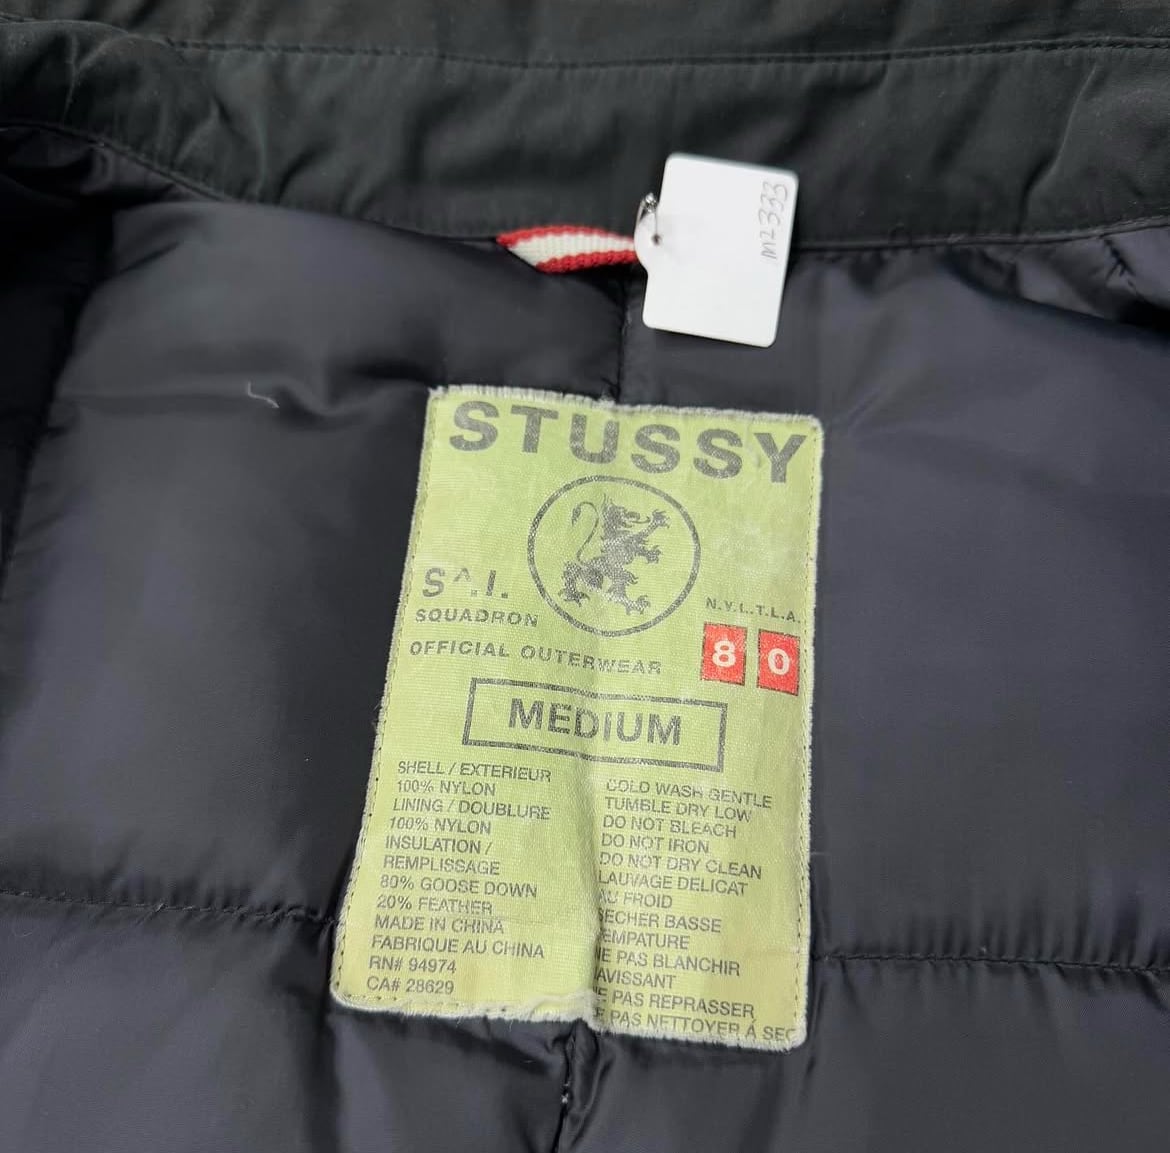 m2333
STUSSY
S^.I.
SQUADRON
N.Y.L.T.L.A.
OFFICIAL OUTERWEAR
8 0
MEDIUM
SHELL / EXTERIEUR
100% NYLON
LINING / DOUBLURE
100% NYLON
INSULATION /
REMPLISSAGE
80% GOOSE DOWN
20% FEATHER
MADE IN CHINA
FABRIQUE AU CHINA
RN# 94974
CA# 28629
COLD WASH GENTLE
TUMBLE DRY LOW
DO NOT BLEACH
DO NOT IRON
DO NOT DRY CLEAN
LAUVAGE DELICAT
AU FROID
SECHER BASSE
EMPATURE
NE PAS BLANCHIR
AVISSANT
PAS REPRASSER
PAS NETTOYER Á SEC